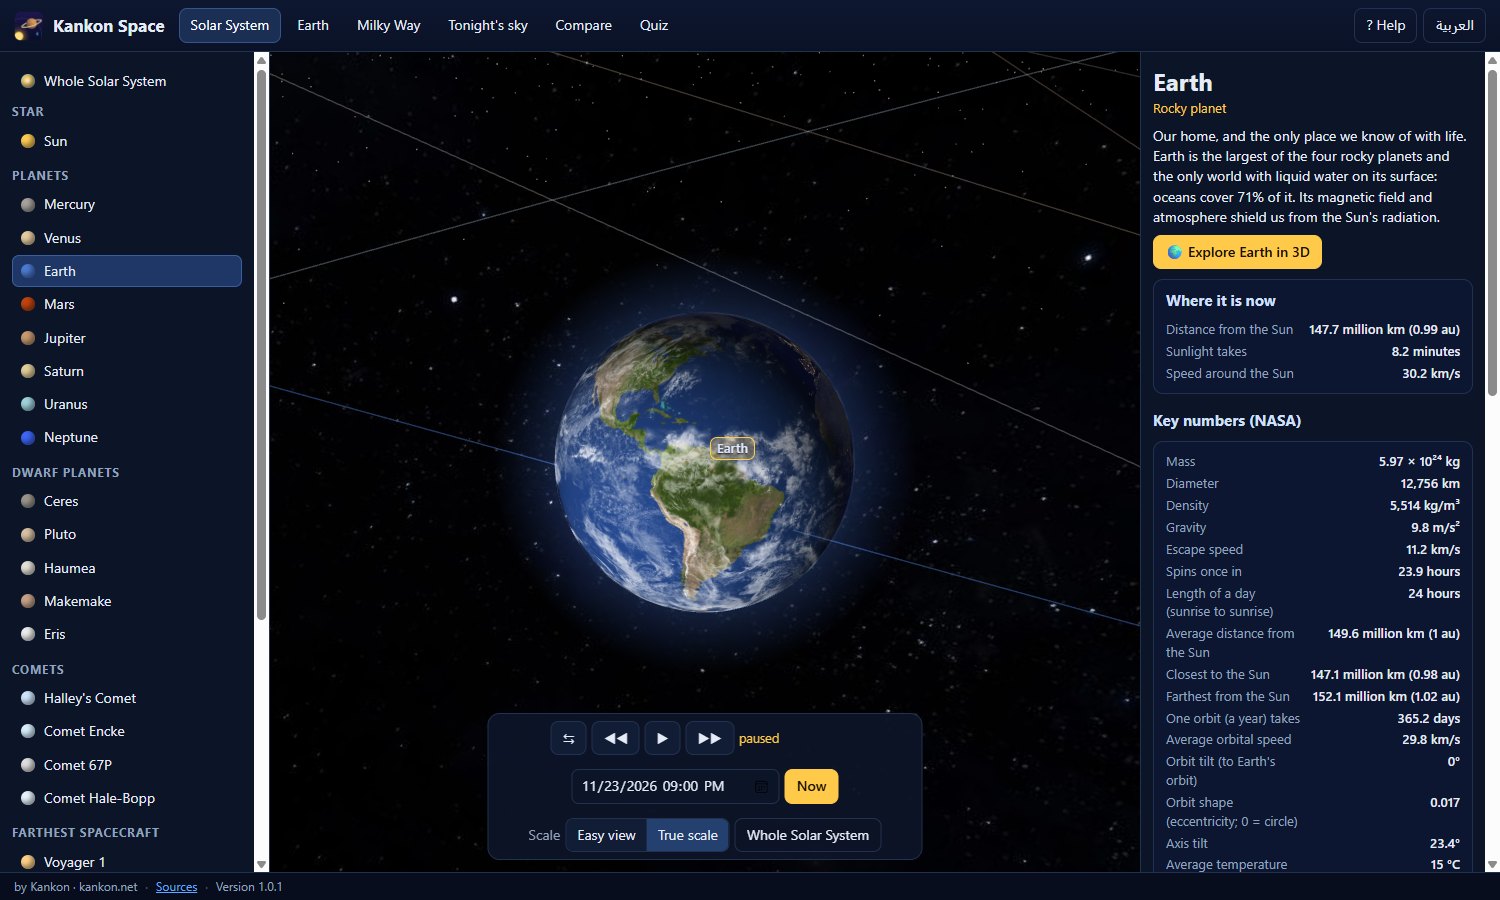 Kankon Space
Solar System
Earth
Milky Way
Tonight's sky
Compare
Quiz
? Help
العربية
Whole Solar System
STAR
Sun
PLANETS
Mercury
Venus
Earth
Mars
Jupiter
Saturn
Uranus
Neptune
DWARF PLANETS
Ceres
Pluto
Haumea
Makemake
Eris
COMETS
Halley's Comet
Comet Encke
Comet 67P
Comet Hale-Bopp
FARTHEST SPACECRAFT
Voyager 1
Earth
paused
11/23/2026 09:00 PM
Now
Scale
Easy view
True scale
Whole Solar System
Earth
Rocky planet
Our home, and the only place we know of with life.
Earth is the largest of the four rocky planets and
the only world with liquid water on its surface:
oceans cover 71% of it. Its magnetic field and
atmosphere shield us from the Sun's radiation.
Explore Earth in 3D
Where it is now
Distance from the Sun 147.7 million km (0.99 au)
Sunlight takes 8.2 minutes
Speed around the Sun 30.2 km/s
Key numbers (NASA)
Mass 5.97 × 10²⁴ kg
Diameter 12,756 km
Density 5,514 kg/m³
Gravity 9.8 m/s²
Escape speed 11.2 km/s
Spins once in 23.9 hours
Length of a day 24 hours
(sunrise to sunrise)
Average distance from 149.6 million km (1 au)
the Sun
Closest to the Sun 147.1 million km (0.98 au)
Farthest from the Sun 152.1 million km (1.02 au)
One orbit (a year) takes 365.2 days
Average orbital speed 29.8 km/s
Orbit tilt (to Earth's 0°
orbit)
Orbit shape 0.017
(eccentricity; 0 = circle)
Axis tilt 23.4°
Average temperature 15 °C
by Kankon · kankon.net · Sources · Version 1.0.1